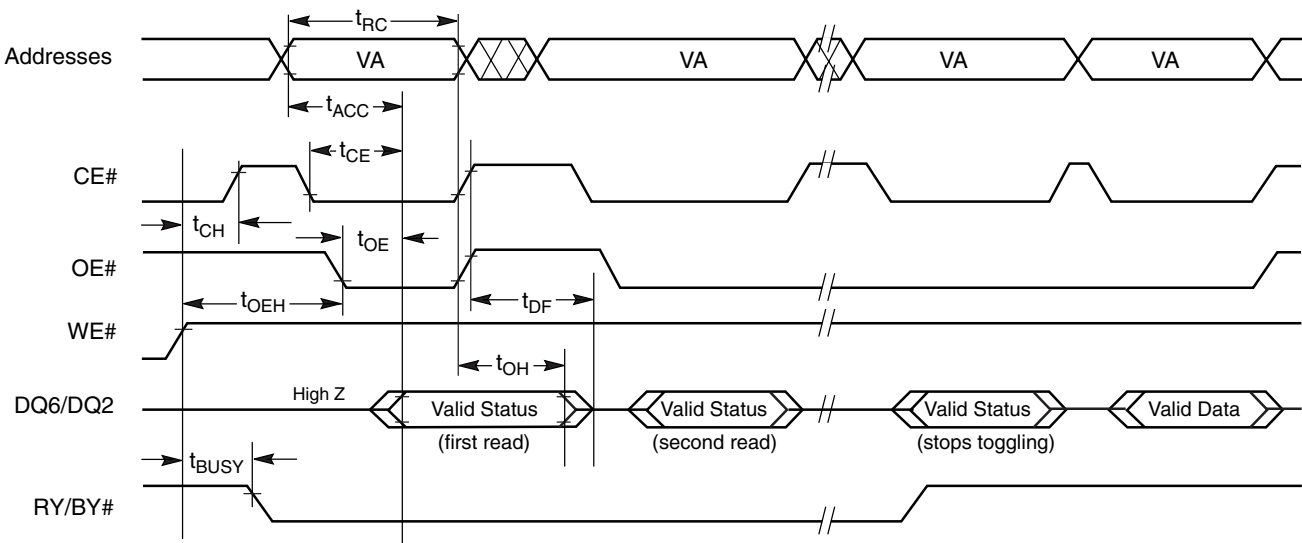 tRC
Addresses VA VA VA VA
tACC
tCE
CE#
tCH
tOE
OE#
tOEH
tDF
WE#
tOH
High Z
DQ6/DQ2 Valid Status Valid Status Valid Status Valid Data
(first read) (second read) (stops toggling)
tBUSY
RY/BY#